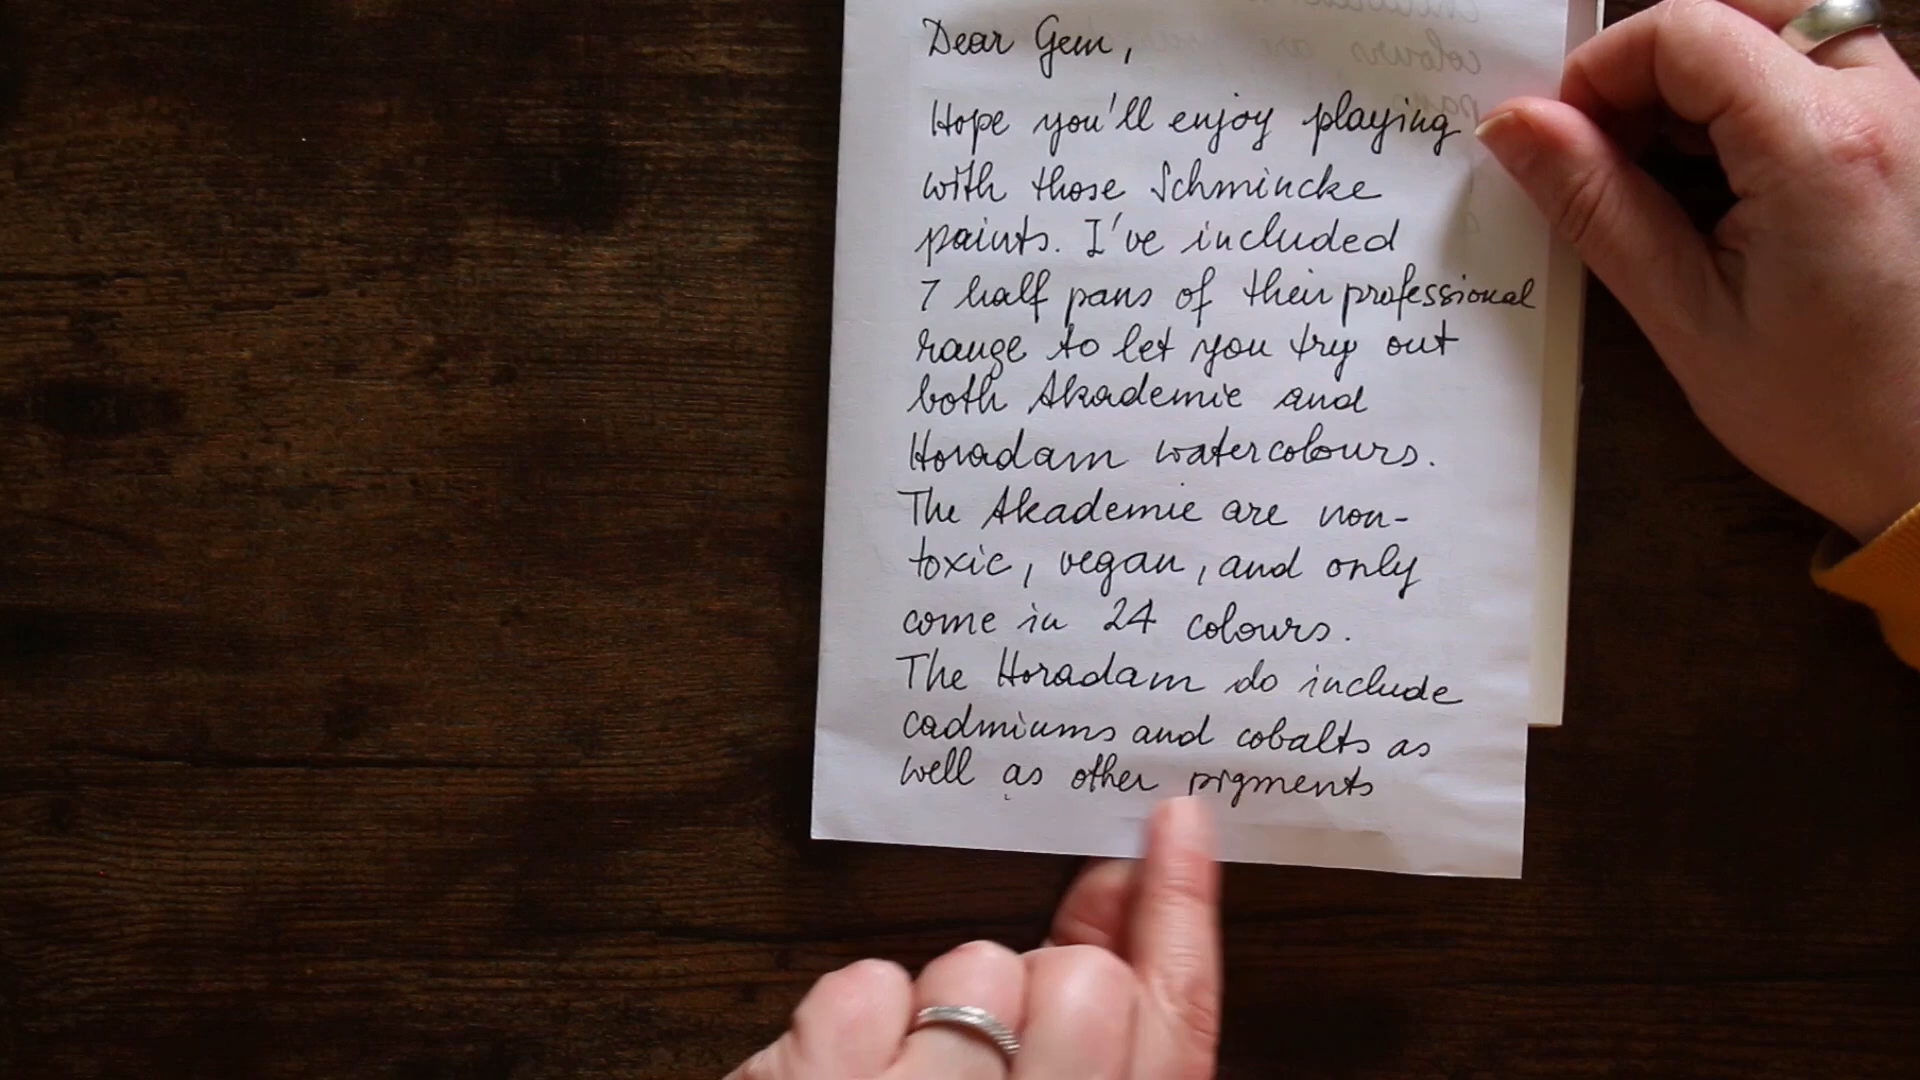 Dear Gem,
Hope you'll enjoy playing
with those Schmincke
paints. I've included
7 half pans of their professional
range to let you try out
both Akademie and
Horadam watercolours.
The Akademie are non-
toxic, vegan, and only
come in 24 colours.
The Horadam do include
cadmiums and cobalts as
well as other pigments